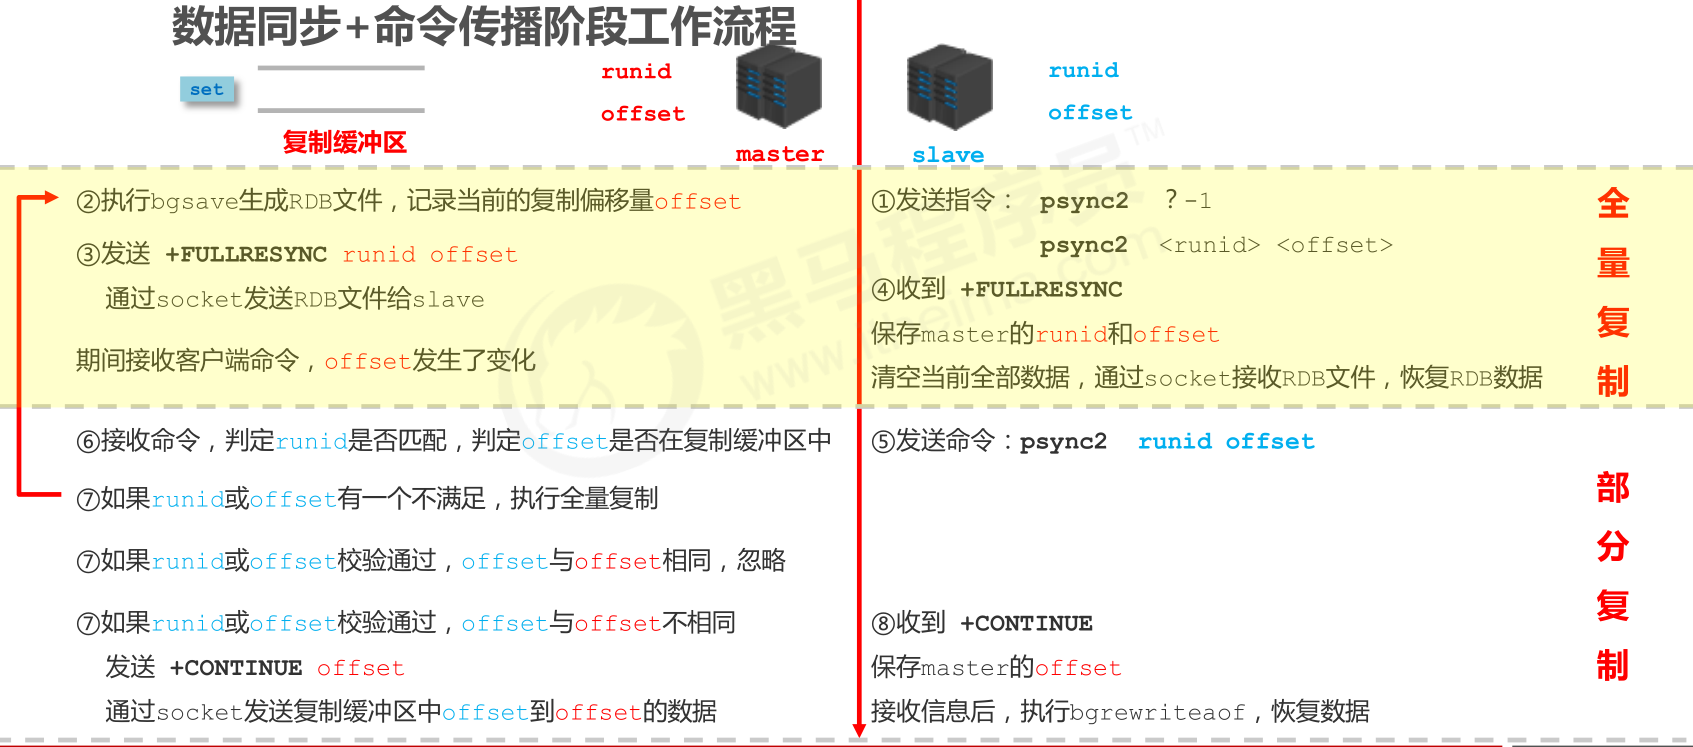 数据同步+命令传播阶段工作流程
set
复制缓冲区
runid
offset
master
runid
offset
slave
②执行bgsave生成RDB文件，记录当前的复制偏移量offset
③发送 +FULLRESYNC runid offset
通过socket发送RDB文件给slave
期间接收客户端命令，offset发生了变化
①发送指令： psync2 ？-1
psync2 <runid> <offset>
④收到 +FULLRESYNC
保存master的runid和offset
清空当前全部数据，通过socket接收RDB文件，恢复RDB数据
全量复制
⑥接收命令，判定runid是否匹配，判定offset是否在复制缓冲区中
⑦如果runid或offset有一个不满足，执行全量复制
⑦如果runid或offset校验通过，offset与offset相同，忽略
⑦如果runid或offset校验通过，offset与offset不相同
发送 +CONTINUE offset
通过socket发送复制缓冲区中offset到offset的数据
⑤发送命令：psync2 runid offset
⑧收到 +CONTINUE
保存master的offset
接收信息后，执行bgrewriteaof，恢复数据
部分复制
黑马程序员™
www.itheima.com